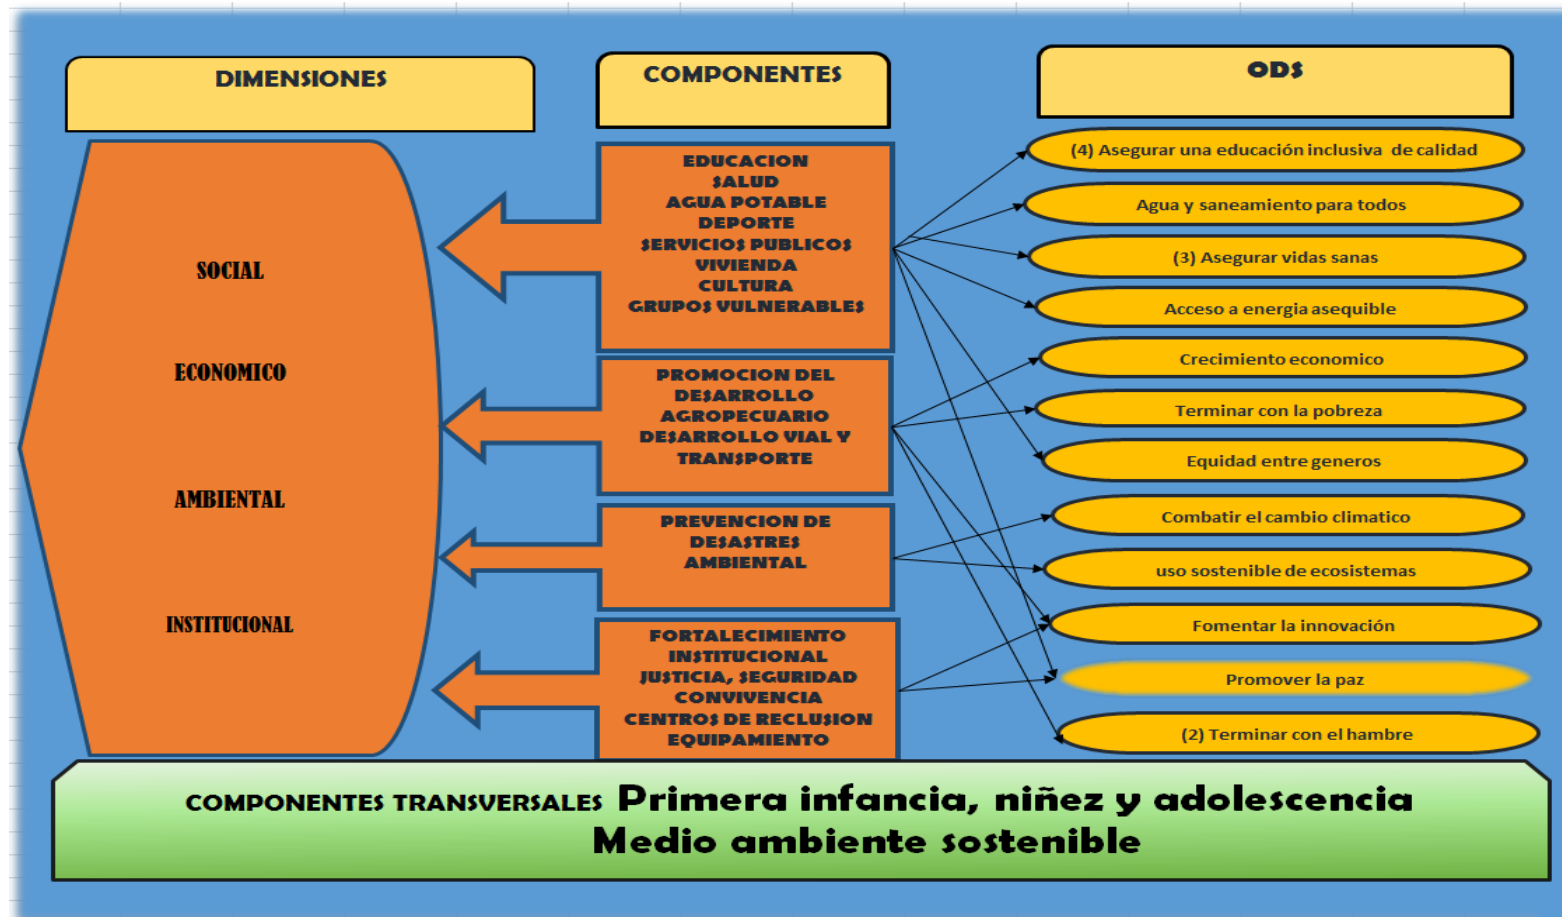 DIMENSIONES
COMPONENTES
ODS
SOCIAL
ECONOMICO
AMBIENTAL
INSTITUCIONAL
EDUCACION
SALUD
AGUA POTABLE
DEPORTE
SERVICIOS PUBLICOS
VIVIENDA
CULTURA
GRUPOS VULNERABLES
PROMOCION DEL
DESARROLLO
AGROPECUARIO
DESARROLLO VIAL Y
TRANSPORTE
PREVENCION DE
DESASTRES
AMBIENTAL
FORTALECIMIENTO
INSTITUCIONAL
JUSTICIA, SEGURIDAD
CONVIVENCIA
CENTROS DE RECLUSION
EQUIPAMIENTO
(4) Asegurar una educación inclusiva de calidad
Agua y saneamiento para todos
(3) Asegurar vidas sanas
Acceso a energia asequible
Crecimiento economico
Terminar con la pobreza
Equidad entre generos
Combatir el cambio climatico
uso sostenible de ecosistemas
Fomentar la innovación
Promover la paz
(2) Terminar con el hambre
COMPONENTES TRANSVERSALES Primera infancia, niñez y adolescencia
Medio ambiente sostenible